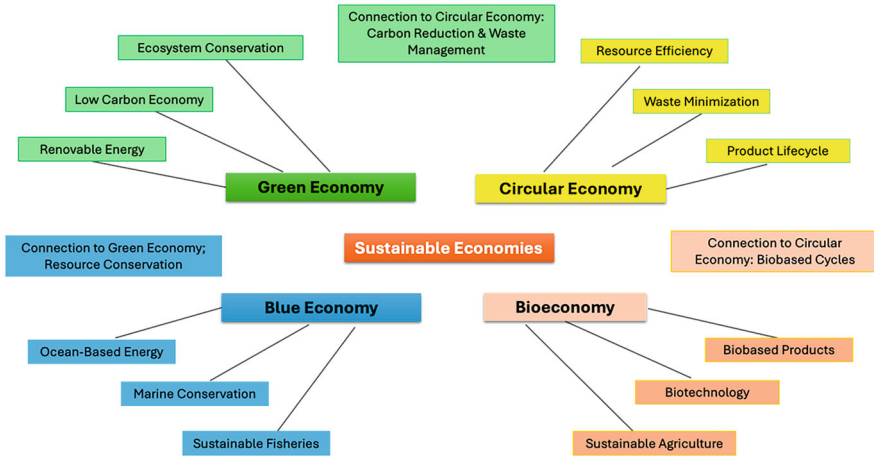 Connection to Circular Economy:
Carbon Reduction & Waste
Management
Ecosystem Conservation
Resource Efficiency
Low Carbon Economy
Waste Minimization
Renovable Energy
Product Lifecycle
Green Economy
Circular Economy
Sustainable Economies
Connection to Green Economy;
Resource Conservation
Connection to Circular
Economy: Biobased Cycles
Blue Economy
Bioeconomy
Ocean-Based Energy
Biobased Products
Marine Conservation
Biotechnology
Sustainable Fisheries
Sustainable Agriculture